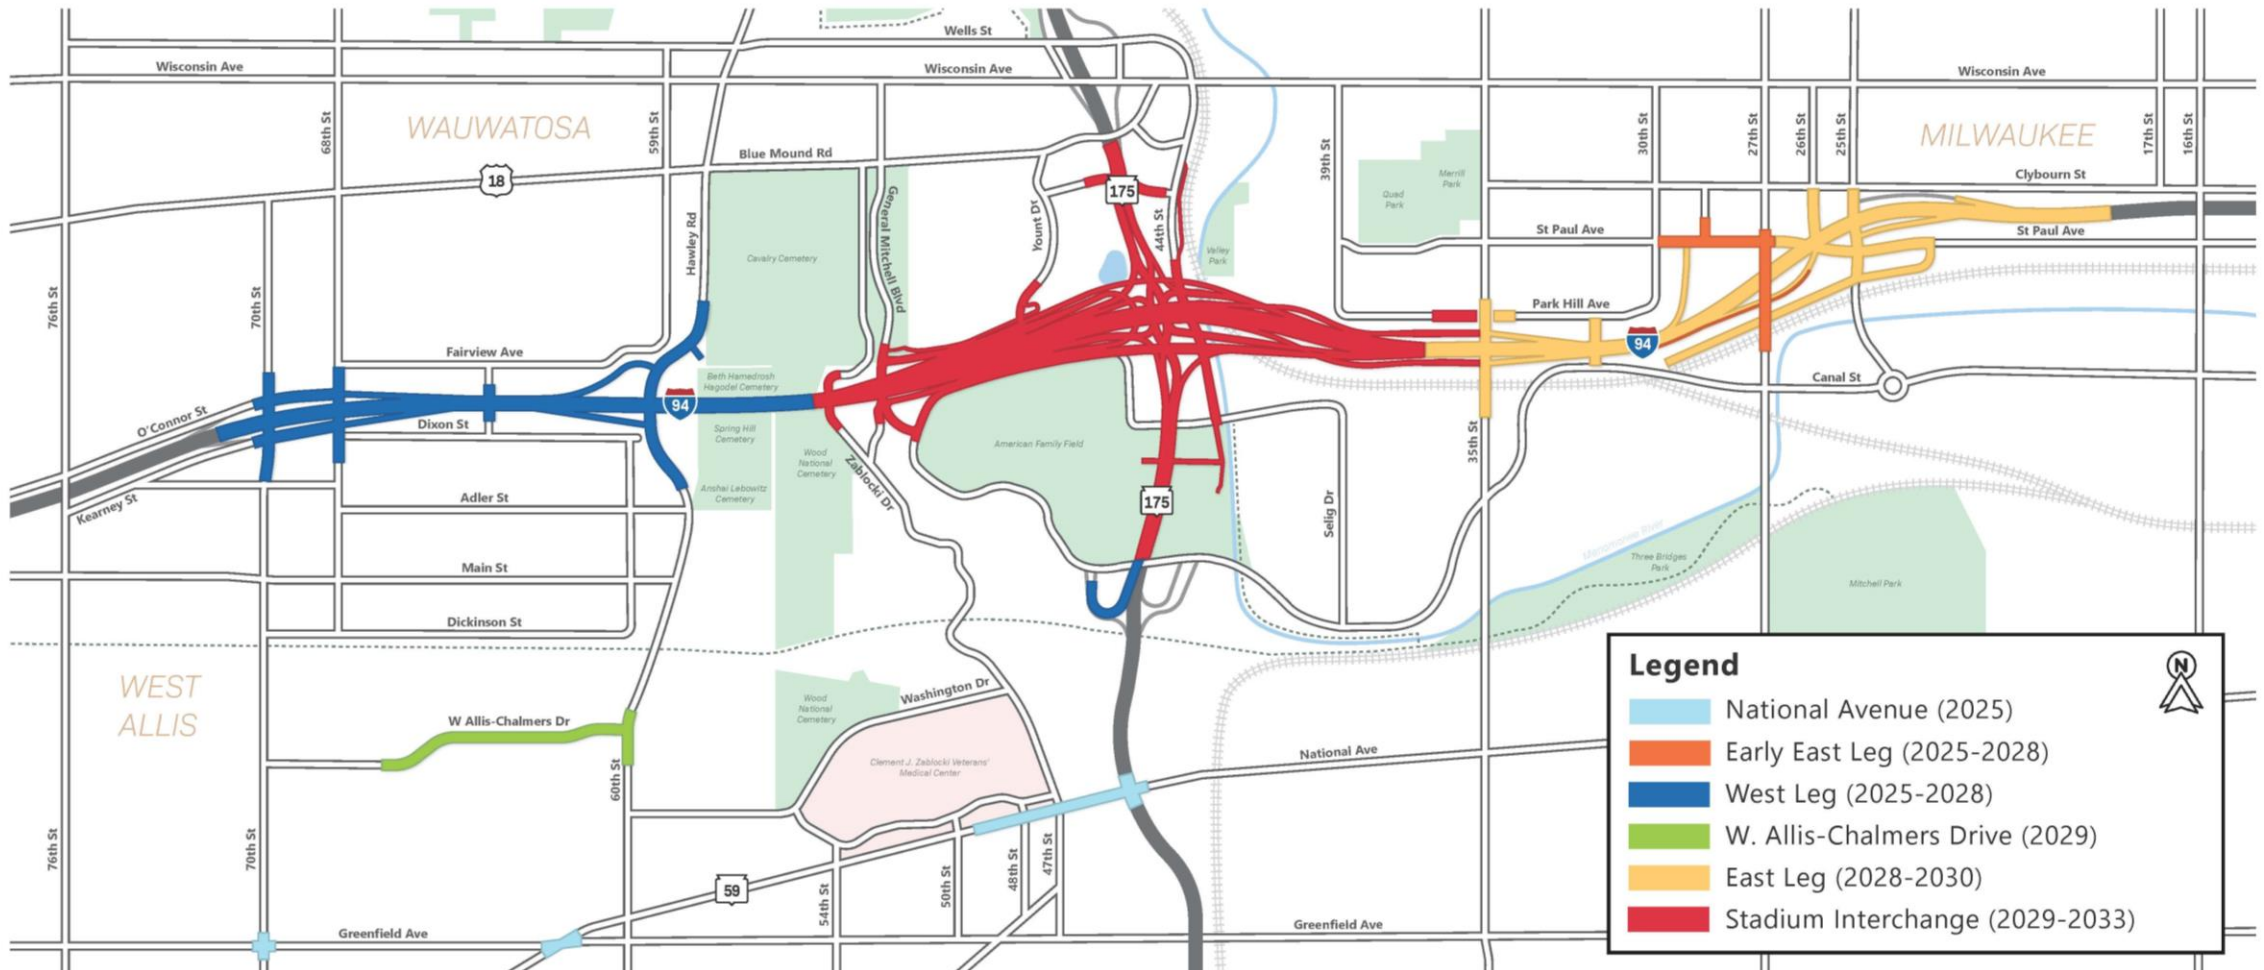 Wells St
Wisconsin Ave
Wisconsin Ave
Wisconsin Ave
WAUWATOSA
MILWAUKEE
68th St
59th St
39th St
30th St
27th St
26th St
25th St
17th St
16th St
Blue Mound Rd
18
175
Merrill
Park
Quad
Park
Clybourn St
General Mitchell Blvd
Yount Dr
44th St
Hawley Rd
Cavalry Cemetery
Valley
Park
St Paul Ave
St Paul Ave
76th St
70th St
Park Hill Ave
94
Fairview Ave
Beth Hamedrosh
Hagodel Cemetery
94
Canal St
O'Connor St
Dixon St
Spring Hill
Cemetery
Wood
National
Cemetery
American Family Field
35th St
Zablocki Dr
Anshai Lebowitz
Cemetery
Adler St
Kearney St
175
Selig Dr
Menomonee River
Three Bridges
Park
Mitchell Park
Main St
Dickinson St
WEST
ALLIS
W Allis-Chalmers Dr
Wood
National
Cemetery
Washington Dr
Clement J. Zablocki Veterans'
Medical Center
National Ave
60th St
76th St
70th St
59
54th St
50th St
48th St
47th St
Greenfield Ave
Greenfield Ave
Legend
N
National Avenue (2025)
Early East Leg (2025-2028)
West Leg (2025-2028)
W. Allis-Chalmers Drive (2029)
East Leg (2028-2030)
Stadium Interchange (2029-2033)